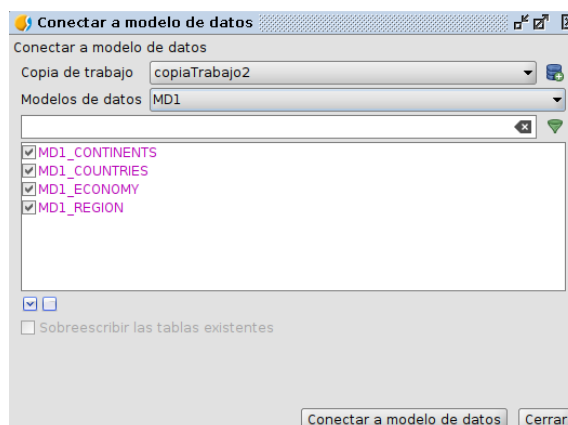 Conectar a modelo de datos
Conectar a modelo de datos
Copia de trabajo copiaTrabajo2
Modelos de datos MD1
MD1_CONTINENTS
MD1_COUNTRIES
MD1_ECONOMY
MD1_REGION
Sobreescribir las tablas existentes
Conectar a modelo de datos Cerrar